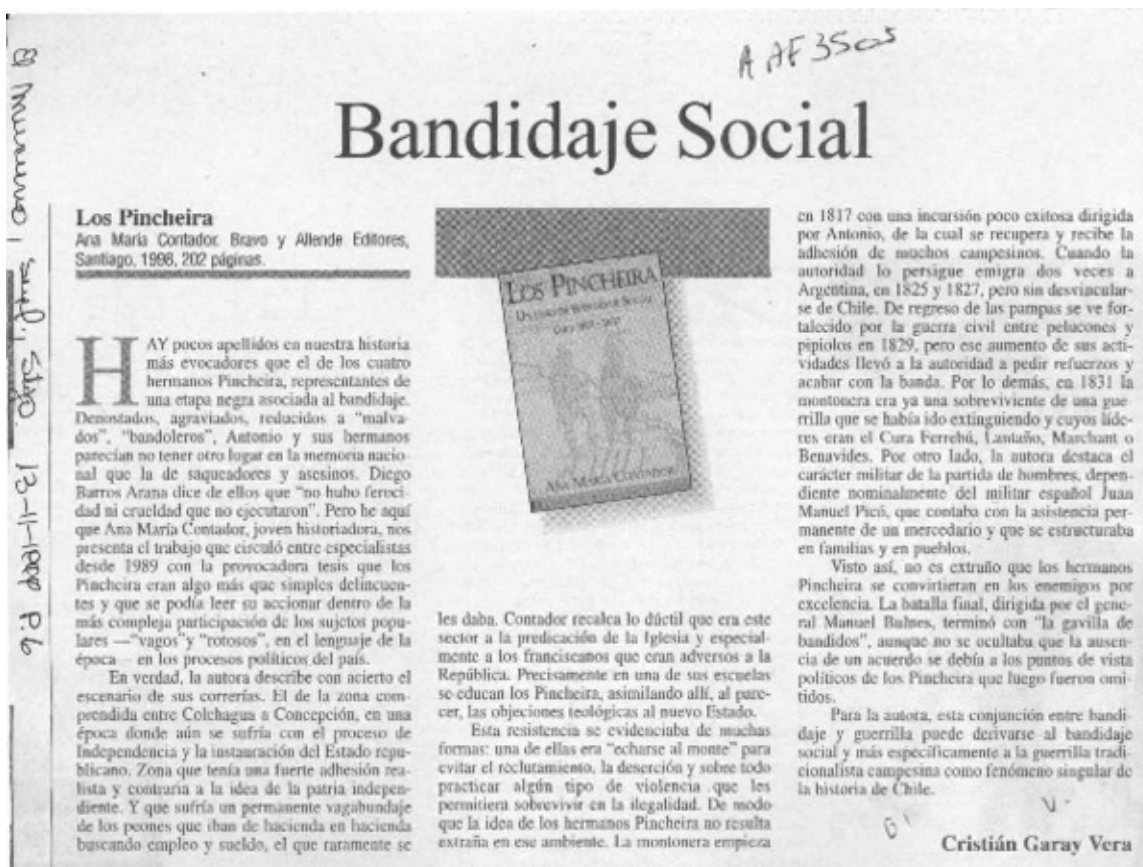 A AF3505
Bandidaje Social
Los Pincheira
Ana María Contador. Bravo y Allende Editores,
Santiago, 1998, 202 páginas.
HAY pocos apellidos en nuestra historia
más evocadores que el de los cuatro
hermanos Pincheira, representantes de
una etapa negra asociada al bandidaje.
Denostados, agraviados, reducidos a “malva-
dos”, “bandoleros”, Antonio y sus hermanos
parecían no tener otro lugar en la memoria nacio-
nal que la de saqueadores y asesinos. Diego
Barros Arana dice de ellos que “no hubo feroci-
dad ni crueldad que no ejecutaron”. Pero he aquí
que Ana María Contador, joven historiadora, nos
presenta el trabajo que circuló entre especialistas
desde 1989 con la provocadora tesis que los
Pincheira eran algo más que simples delincuen-
tes y que se podía leer su accionar dentro de la
más compleja participación de los sujetos popu-
lares —“vagos” y “rotosos”, en el lenguaje de la
época— en los procesos políticos del país.
En verdad, la autora describe con acierto el
escenario de sus correrías. El de la zona com-
prendida entre Colchagua a Concepción, en una
época donde aún se sufría con el proceso de
Independencia y la instauración del Estado repu-
blicano. Zona que tenía una fuerte adhesión rea-
lista y contraria a la idea de la patria indepen-
diente. Y que sufría un permanente vagabundaje
de los peones que iban de hacienda en hacienda
buscando empleo y sueldo, el que raramente se
LOS PINCHEIRA
ANA MARÍA CONTADOR
les daba. Contador recalca lo dúctil que era este
sector a la predicación de la Iglesia y especial-
mente a los franciscanos que eran adversos a la
República. Precisamente en una de sus escuelas
se educan los Pincheira, asimilando allí, al pare-
cer, las objeciones teológicas al nuevo Estado.
Esta resistencia se evidenciaba de muchas
formas: una de ellas era “echarse al monte” para
evitar el reclutamiento, la deserción y sobre todo
practicar algún tipo de violencia que les
permitiera sobrevivir en la ilegalidad. De modo
que la idea de los hermanos Pincheira no resulta
extraña en ese ambiente. La montonera empieza
en 1817 con una incursión poco exitosa dirigida
por Antonio, de la cual se recupera y recibe la
adhesión de muchos campesinos. Cuando la
autoridad lo persigue emigra dos veces a
Argentina, en 1825 y 1827, pero sin desvincular-
se de Chile. De regreso de las pampas se ve for-
talecido por la guerra civil entre pelucones y
pipiolos en 1829, pero ese aumento de sus acti-
vidades llevó a la autoridad a pedir refuerzos y
acabar con la banda. Por lo demás, en 1831 la
montonera era ya una sobreviviente de una gue-
rrilla que se había ido extinguiendo y cuyos líde-
res eran el Cura Ferrebú, Lantaño, Marchant o
Benavides. Por otro lado, la autora destaca el
carácter militar de la partida de hombres, depen-
diente nominalmente del militar español Juan
Manuel Picó, que contaba con la asistencia per-
manente de un mercedario y que se estructuraba
en familias y en pueblos.
Visto así, no es extraño que los hermanos
Pincheira se convirtieran en los enemigos por
excelencia. La batalla final, dirigida por el gene-
ral Manuel Bulnes, terminó con “la gavilla de
bandidos”, aunque no se ocultaba que la ausen-
cia de un acuerdo se debía a los puntos de vista
políticos de los Pincheira que luego fueron omi-
tidos.
Para la autora, esta conjunción entre bandi-
daje y guerrilla puede derivarse al bandidaje
social y más específicamente a la guerrilla tradi-
cionalista campesina como fenómeno singular de
la historia de Chile.
Cristián Garay Vera
El Mercurio, Stgo. 13-11-1998 P.6